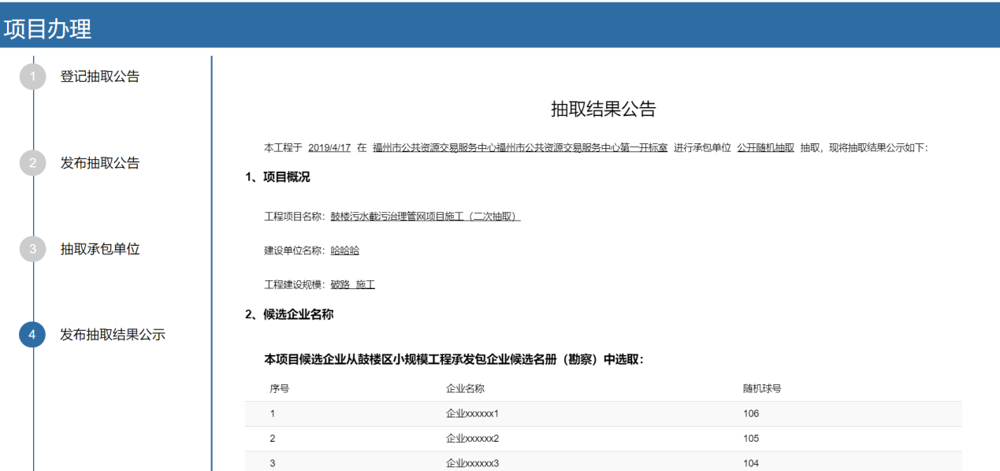 项目办理
1 登记抽取公告
2 发布抽取公告
3 抽取承包单位
4 发布抽取结果公示
抽取结果公告
本工程于 2019/4/17 在 福州市公共资源交易服务中心福州市公共资源交易服务中心第一开标室 进行承包单位 公开随机抽取 抽取，现将抽取结果公示如下：
1、项目概况
工程项目名称：鼓楼污水截污治理管网项目施工（二次抽取）
建设单位名称：哈哈哈
工程建设规模：破路 施工
2、候选企业名称
本项目候选企业从鼓楼区小规模工程承发包企业候选名册（勘察）中选取：
序号 企业名称 随机球号
1 企业xxxxxx1 106
2 企业xxxxxx2 105
3 企业xxxxxx3 104